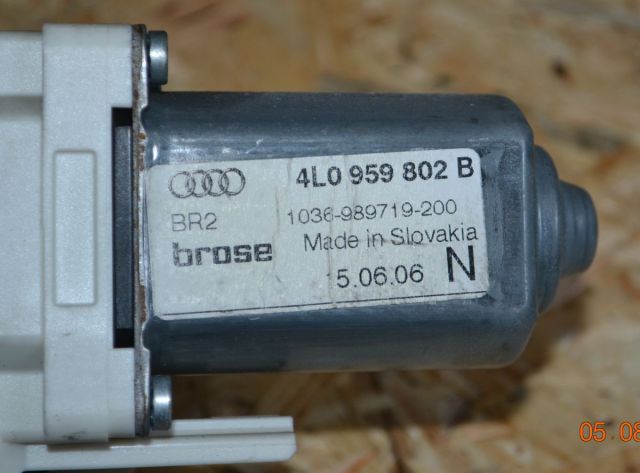 4L0 959 802 B
BR2
1036-989719-200
brose
Made in Slovakia
15.06.06
N
05 08